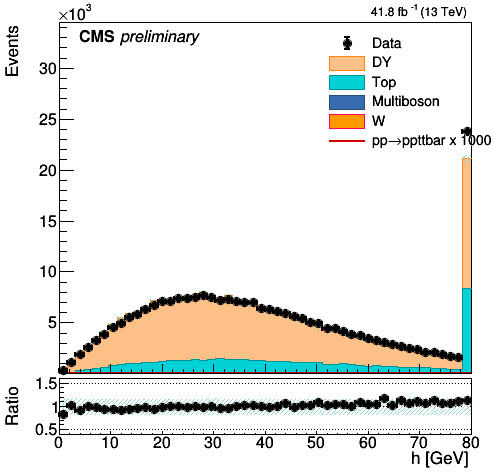 ×10³
41.8 fb⁻¹ (13 TeV)
CMS preliminary
Events
Data
DY
Top
Multiboson
W
pp→ppttbar x 1000
30
25
20
15
10
5
Ratio
1.5
1
0.5
0 10 20 30 40 50 60 70 80
h [GeV]